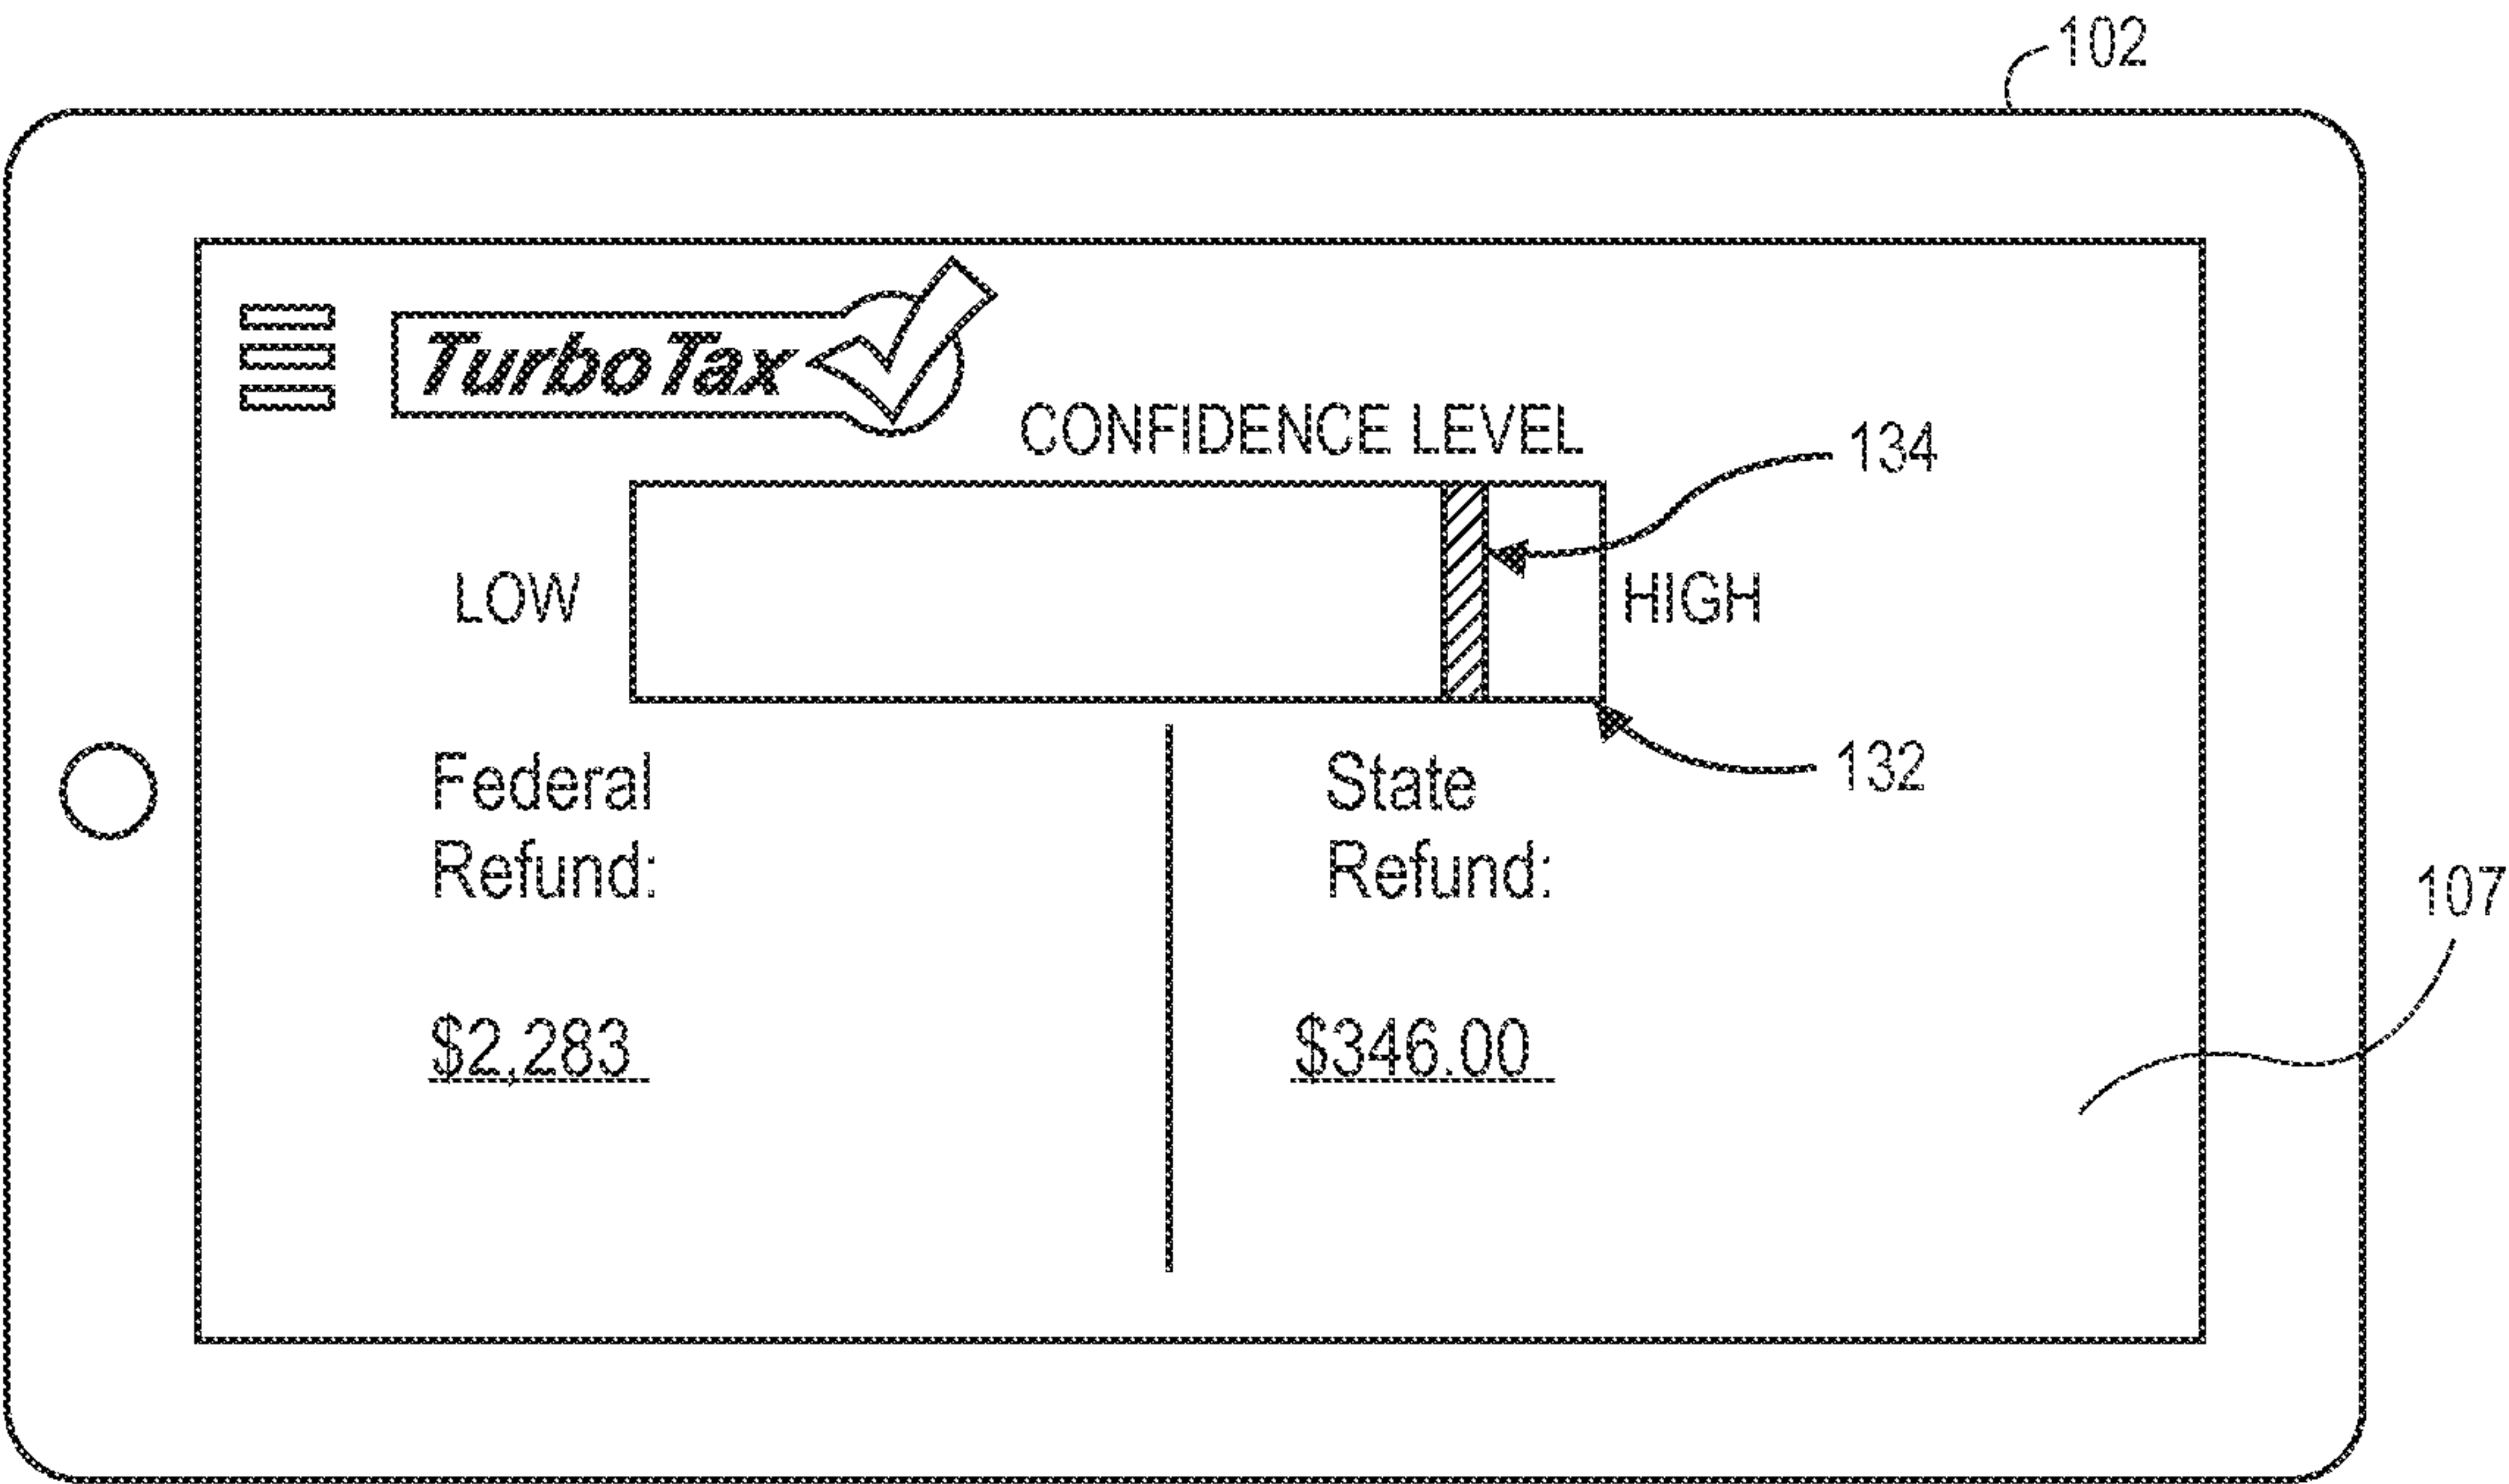 102
TurboTax
CONFIDENCE LEVEL
134
LOW
HIGH
132
Federal
Refund:
State
Refund:
107
$2,283
$346.00